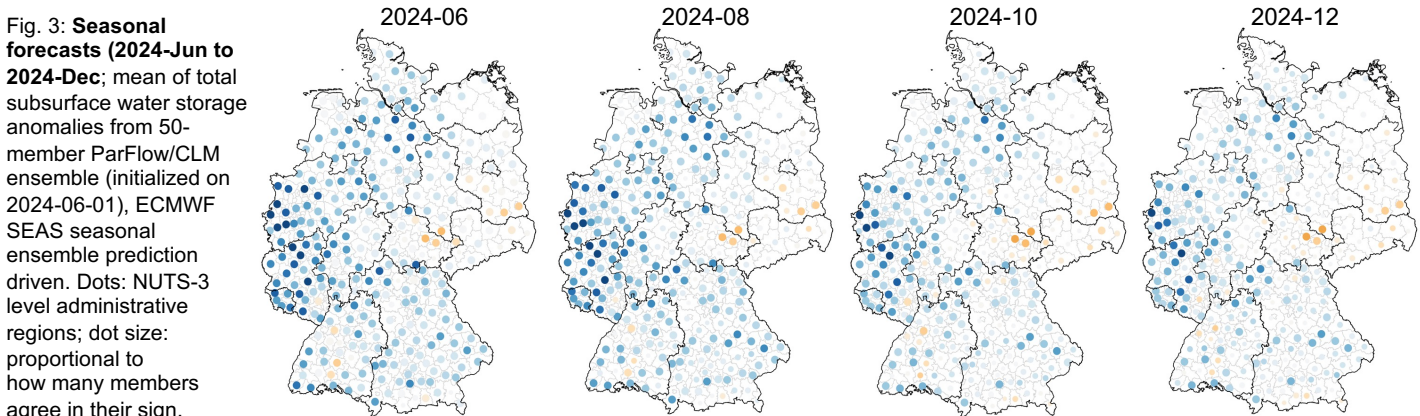 Fig. 3: Seasonal
forecasts (2024-Jun to
2024-Dec; mean of total
subsurface water storage
anomalies from 50-
member ParFlow/CLM
ensemble (initialized on
2024-06-01), ECMWF
SEAS seasonal
ensemble prediction
driven. Dots: NUTS-3
level administrative
regions; dot size:
proportional to
how many members
agree in their sign.
2024-06
2024-08
2024-10
2024-12